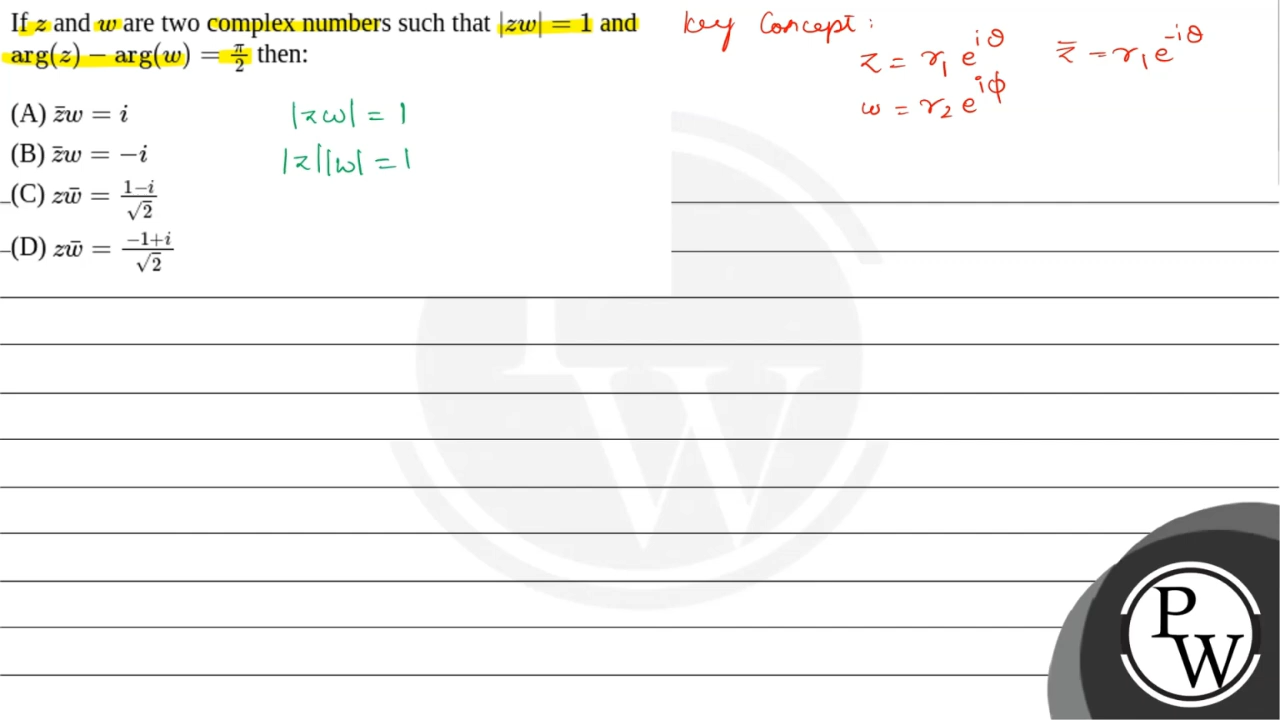 If z and w are two complex numbers such that |zw| = 1 and
arg(z) − arg(w) = π/2 then:
(A) z̄w = i
(B) z̄w = −i
(C) zw̄ = (1−i)/√2
(D) zw̄ = (−1+i)/√2
|zw| = 1
|z||w| = 1
Key Concept :
z = r₁ e^{iθ} z̄ = r₁ e^{-iθ}
w = r₂ e^{iϕ}
P
W